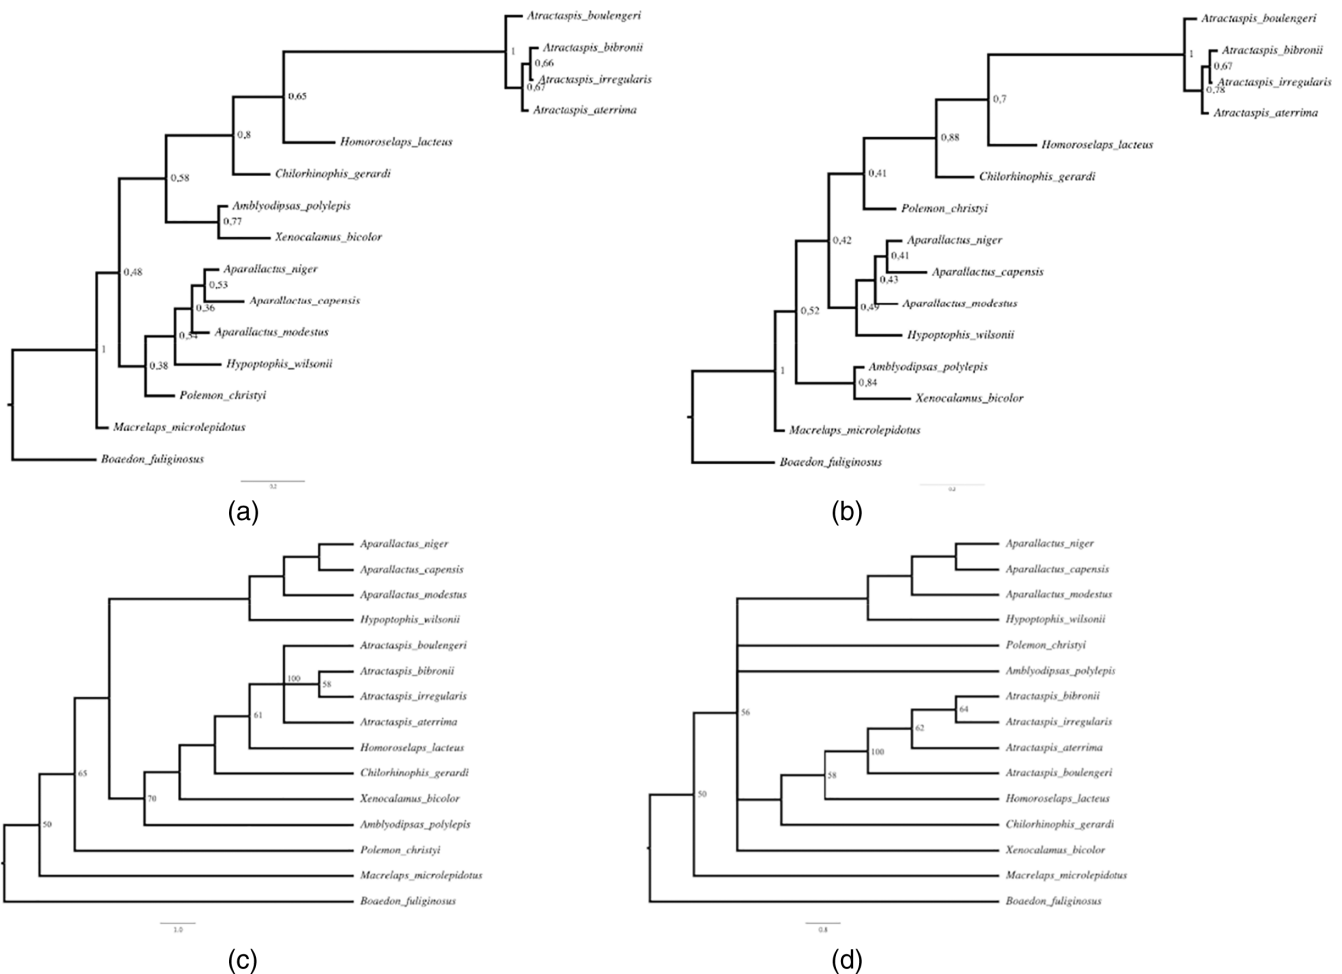 Atractaspis_boulengeri
1
Atractaspis_bibronii
0,66
Atractaspis_irregularis
0,67
Atractaspis_aterrima
0,65
0,8
Homoroselaps_lacteus
0,58
Chilorhinophis_gerardi
Amblyodipsas_polylepis
0,77
Xenocalamus_bicolor
0,48
Aparallactus_niger
0,53
Aparallactus_capensis
0,36
Aparallactus_modestus
0,54
Hypoptophis_wilsonii
0,38
Polemon_christyi
1
Macrelaps_microlepidotus
Boaedon_fuliginosus
0.2
(a)
Atractaspis_boulengeri
1
Atractaspis_bibronii
0,67
Atractaspis_irregularis
0,78
Atractaspis_aterrima
0,7
0,88
Homoroselaps_lacteus
0,41
Chilorhinophis_gerardi
Polemon_christyi
0,42
Aparallactus_niger
0,41
Aparallactus_capensis
0,43
Aparallactus_modestus
0,49
0,52
Hypoptophis_wilsonii
Amblyodipsas_polylepis
1
0,84
Xenocalamus_bicolor
Macrelaps_microlepidotus
Boaedon_fuliginosus
(b)
Aparallactus_niger
Aparallactus_capensis
Aparallactus_modestus
Hypoptophis_wilsonii
Atractaspis_boulengeri
Atractaspis_bibronii
100
58
Atractaspis_irregularis
61
Atractaspis_aterrima
Homoroselaps_lacteus
65
Chilorhinophis_gerardi
70
Xenocalamus_bicolor
50
Amblyodipsas_polylepis
Polemon_christyi
Macrelaps_microlepidotus
Boaedon_fuliginosus
1.0
(c)
Aparallactus_niger
Aparallactus_capensis
Aparallactus_modestus
Hypoptophis_wilsonii
Polemon_christyi
Amblyodipsas_polylepis
Atractaspis_bibronii
64
56
Atractaspis_irregularis
62
Atractaspis_aterrima
100
Atractaspis_boulengeri
58
50
Homoroselaps_lacteus
Chilorhinophis_gerardi
Xenocalamus_bicolor
Macrelaps_microlepidotus
Boaedon_fuliginosus
0.8
(d)